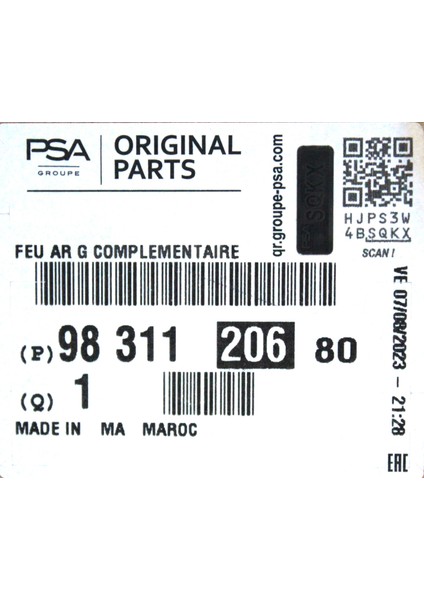 PSA
GROUPE
ORIGINAL
PARTS
qr.groupe-psa.com
SQKX
HJPS3W
4BSQKX
SCAN!
FEU AR G COMPLEMENTAIRE
(P) 98 311 206 80
(Q) 1
MADE IN MA MAROC
VE 07/08/2023 - 21:28
EAC